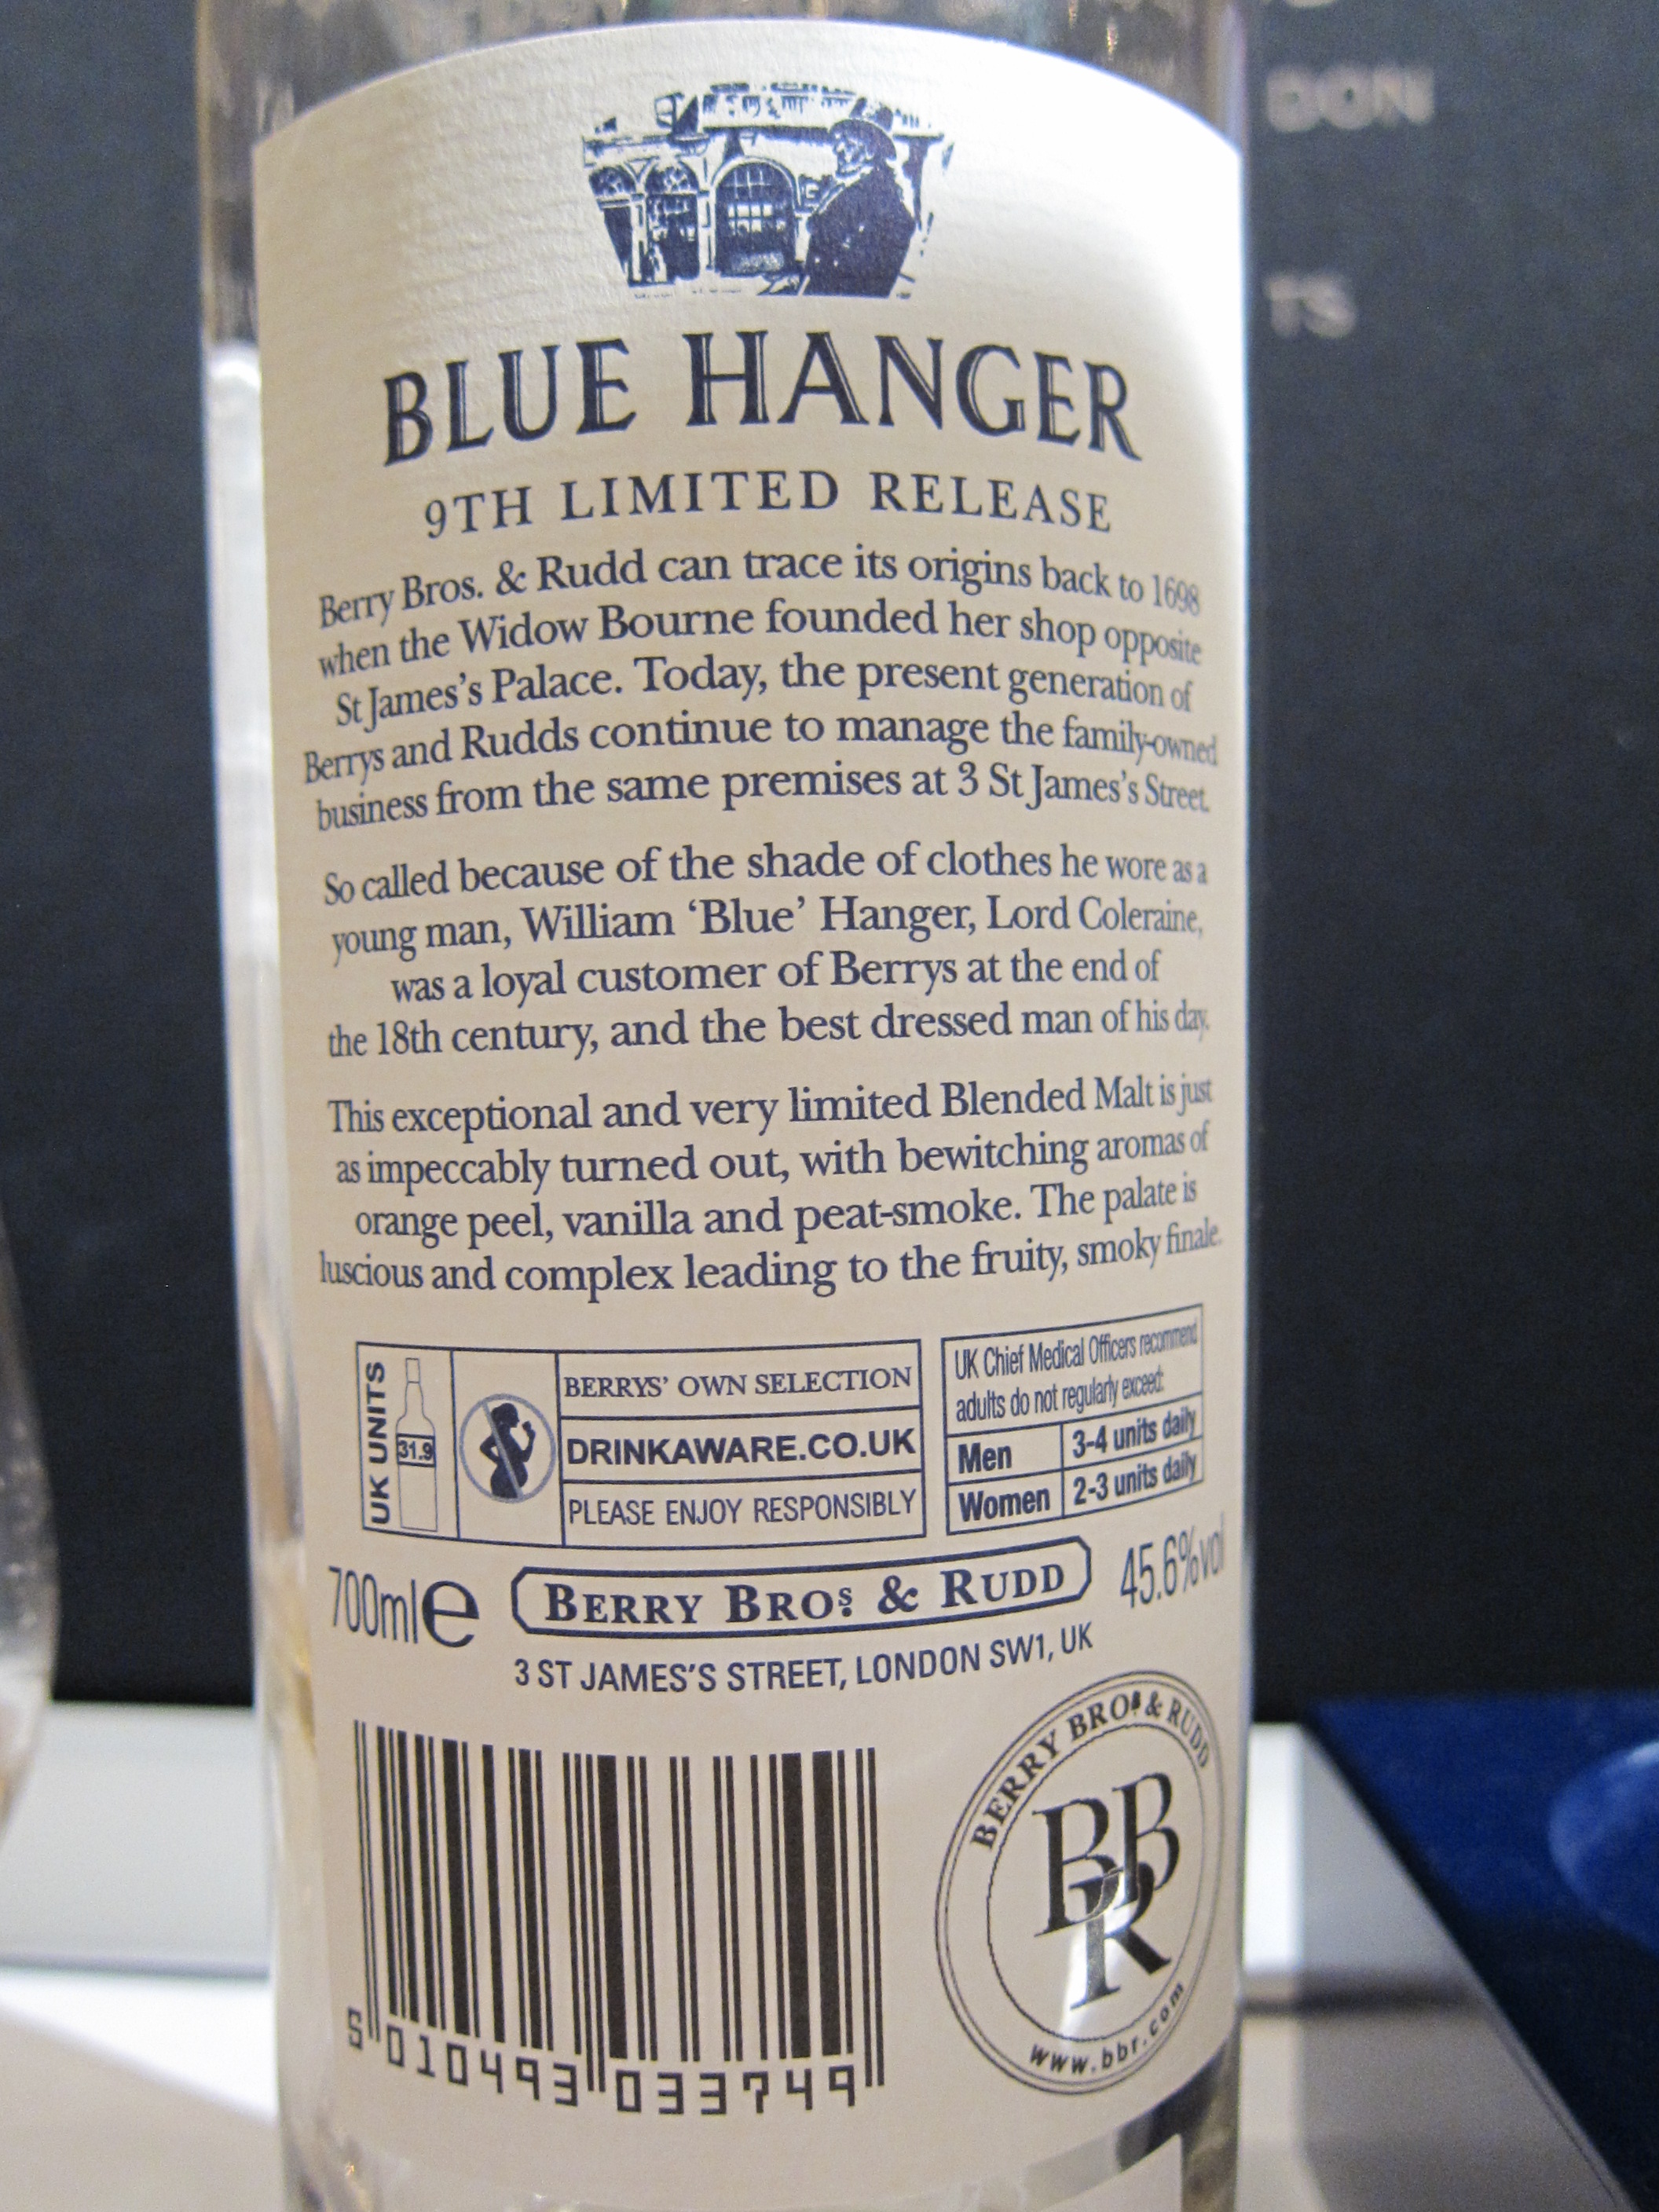 DON
TS
BLUE HANGER
9TH LIMITED RELEASE
Berry Bros. & Rudd can trace its origins back to 1698
when the Widow Bourne founded her shop opposite
St James's Palace. Today, the present generation of
Berrys and Rudds continue to manage the family-owned
business from the same premises at 3 St James's Street.
So called because of the shade of clothes he wore as a
young man, William ‘Blue’ Hanger, Lord Coleraine,
was a loyal customer of Berrys at the end of
the 18th century, and the best dressed man of his day.
This exceptional and very limited Blended Malt is just
as impeccably turned out, with bewitching aromas of
orange peel, vanilla and peat-smoke. The palate is
luscious and complex leading to the fruity, smoky finale.
UK UNITS
31.9
BERRYS' OWN SELECTION
DRINKAWARE.CO.UK
PLEASE ENJOY RESPONSIBLY
UK Chief Medical Officers recommend
adults do not regularly exceed:
Men 3-4 units daily
Women 2-3 units daily
700ml e
BERRY BROS & RUDD
45.6%vol
3 ST JAMES'S STREET, LONDON SW1, UK
BERRY BROS & RUDD
BBR
www.bbr.com
5 010493 033749